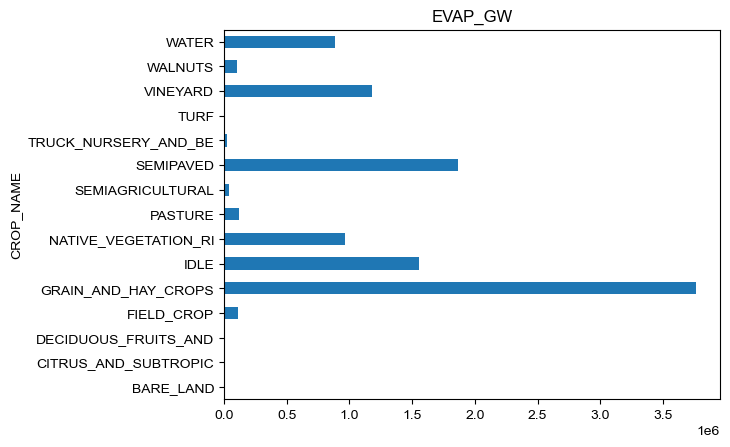 EVAP_GW
CROP_NAME
WATER
WALNUTS
VINEYARD
TURF
TRUCK_NURSERY_AND_BE
SEMIPAVED
SEMIAGRICULTURAL
PASTURE
NATIVE_VEGETATION_RI
IDLE
GRAIN_AND_HAY_CROPS
FIELD_CROP
DECIDUOUS_FRUITS_AND
CITRUS_AND_SUBTROPIC
BARE_LAND
0.0 0.5 1.0 1.5 2.0 2.5 3.0 3.5
1e6